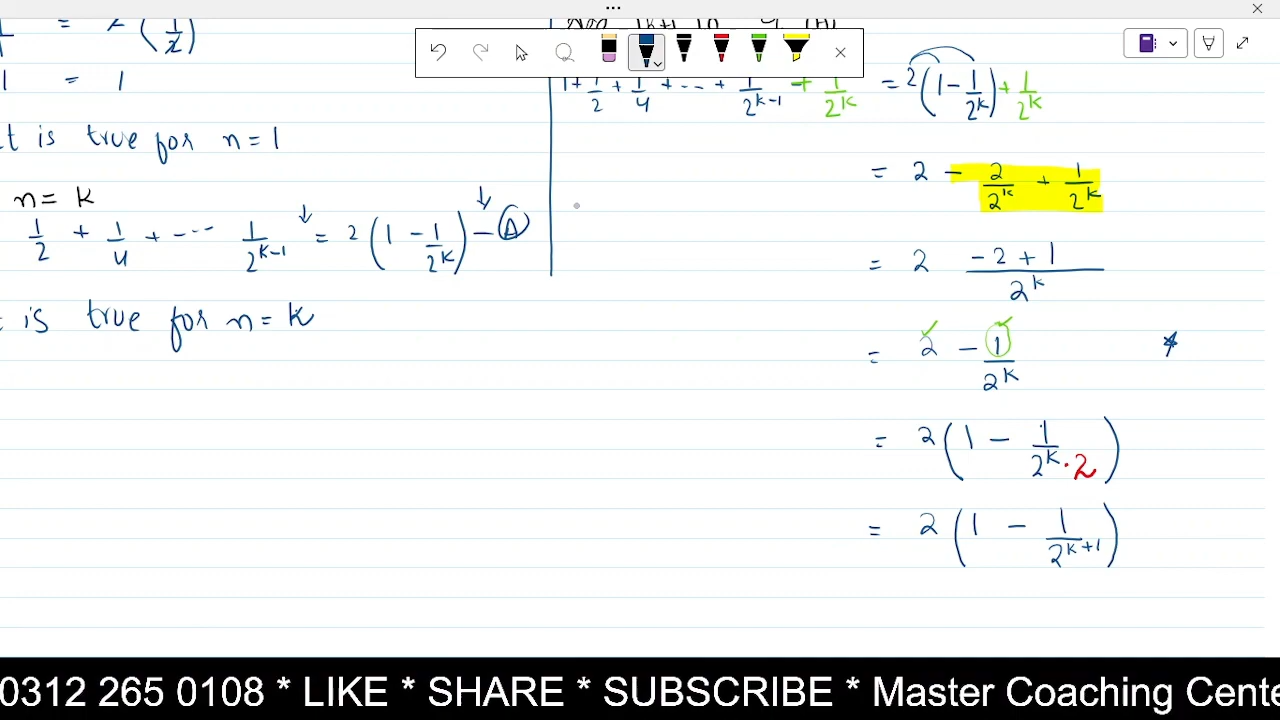 = 2 (1/2)
1 = 1
t is true for n = 1
n = k
1/2 + 1/4 + ... 1/2^(k-1) = 2 (1 - 1/2^k) - (A)
is true for n = k
1 + 1/2 + 1/4 + ... + 1/2^(k-1) + 1/2^k = 2 (1 - 1/2^k) + 1/2^k
= 2 - 2/2^k + 1/2^k
= 2 (-2 + 1)/2^k
= 2 - 1/2^k *
= 2 (1 - 1/(2^k · 2))
= 2 (1 - 1/2^(k+1))
0312 265 0108 * LIKE * SHARE * SUBSCRIBE * Master Coaching Cente